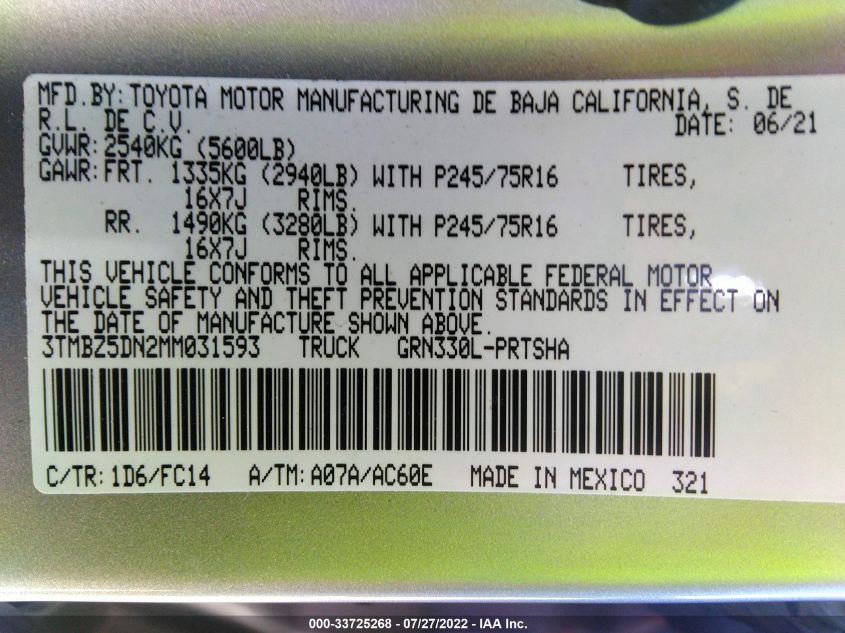 MFD.BY:TOYOTA MOTOR MANUFACTURING DE BAJA CALIFORNIA, S. DE
R.L. DE C.V. DATE: 06/21
GVWR:2540KG (5600LB)
GAWR:FRT. 1335KG (2940LB) WITH P245/75R16 TIRES,
16X7J RIMS.
RR. 1490KG (3280LB) WITH P245/75R16 TIRES,
16X7J RIMS.
THIS VEHICLE CONFORMS TO ALL APPLICABLE FEDERAL MOTOR
VEHICLE SAFETY AND THEFT PREVENTION STANDARDS IN EFFECT ON
THE DATE OF MANUFACTURE SHOWN ABOVE.
3TMBZ5DN2MM031593 TRUCK GRN330L-PRTSHA
C/TR:1D6/FC14 A/TM:A07A/AC60E MADE IN MEXICO 321
000-33725268 - 07/27/2022 - IAA Inc.